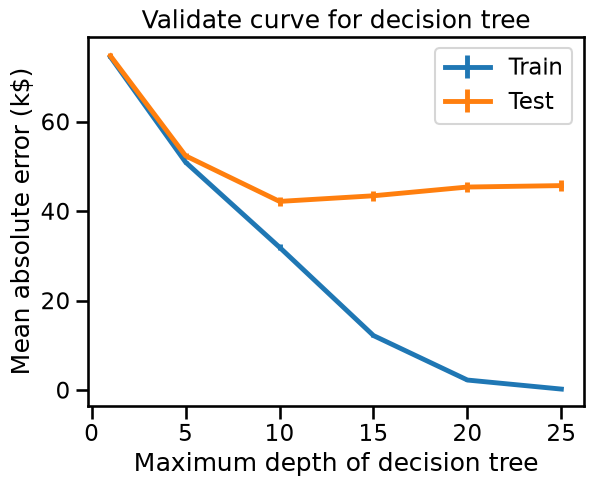 Validate curve for decision tree
Mean absolute error (k$)
60
40
20
0
Train
Test
0 5 10 15 20 25
Maximum depth of decision tree